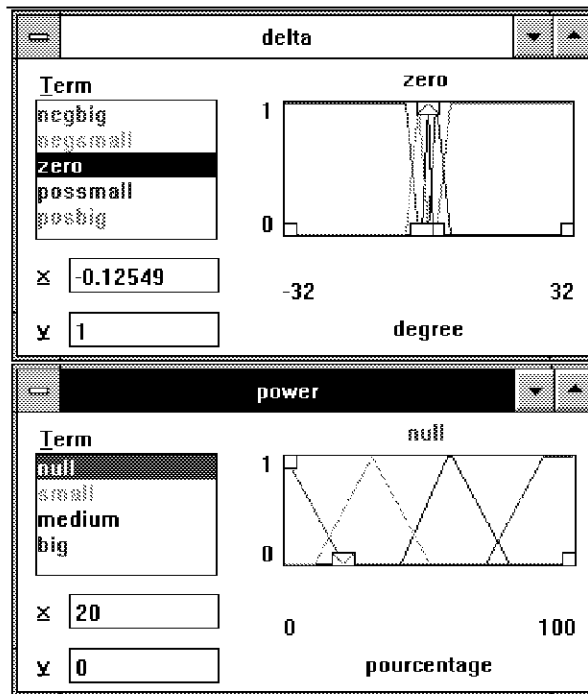 delta
Term
negbig
negsmall
zero
possmall
posbig
x -0.12549
y 1
zero
1
0
-32 32
degree
power
Term
null
small
medium
big
x 20
y 0
null
1
0
0 100
pourcentage